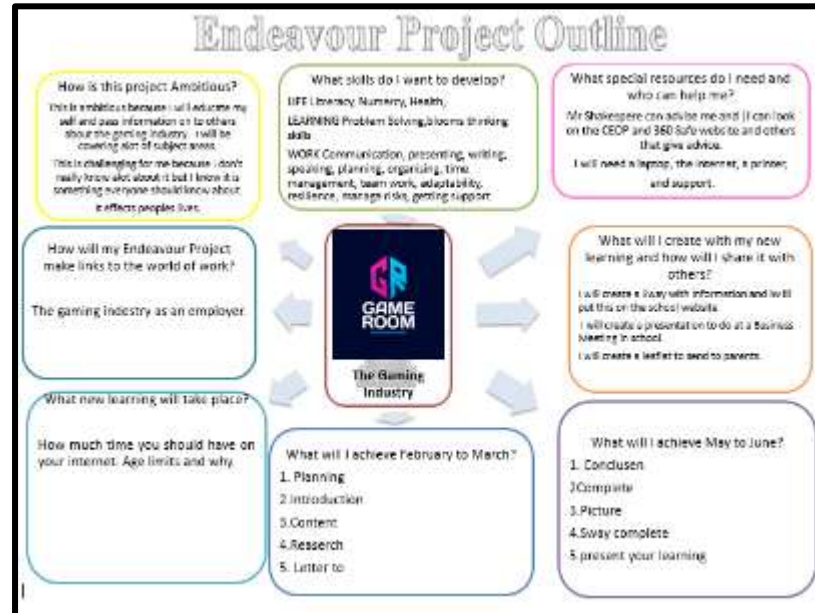 Endeavour Project Outline
How is this project Ambitious?
This is ambitious because I will educate my
self and pass information on to others
about the gaming industry. I will be
covering alot of subject areas.
This is challenging for me because I don't
really know alot about it but I know it is
something everyone should know about
it effects peoples lives.
What skills do I want to develop?
LIFE Literacy, Numercy, Health,
LEARNING Problem Solving,blooms thinking
skills
WORK Communication, presenting, writing,
speaking, planning, organising, time
management, team work, adaptability,
resilience, manage risks, getting support
What special resources do I need and
who can help me?
Mr Shakespere can advise me and I can look
on the CEOP and 360 Safe website and others
that give advice.
I will need a laptop, the internet, a printer,
and support.
How will my Endeavour Project
make links to the world of work?
The gaming indestry as an employer.
GR
GAME
ROOM
The Gaming
Industry
What will I create with my new
learning and how will I share it with
others?
I will create a Sway with information and will
put this on the school website.
I will create a presentation to do at a Business
Meeting in school.
I will create a leaflet to send to parents.
What new learning will take place?
How much time you should have on
your internet. Age limits and why.
What will I achieve February to March?
1. Planning
2.Introduction
3.Content
4.Reaserch
5. Letter to
What will I achieve May to June?
1. Conclusen
2Complete
3.Picture
4.Sway complete
5.present your learning